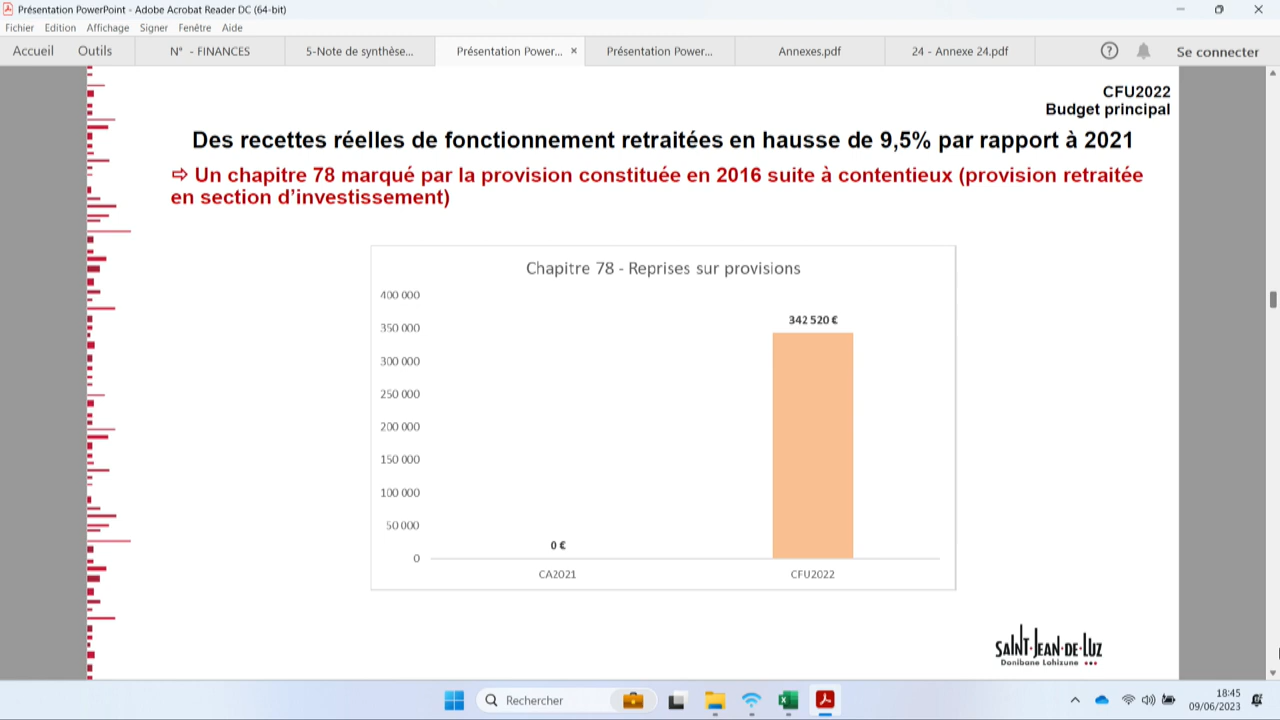 Présentation PowerPoint - Adobe Acrobat Reader DC (64-bit)
Fichier Edition Affichage Signer Fenêtre Aide
Accueil Outils N° - FINANCES 5-Note de synthèse... Présentation Power... × Présentation Power... Annexes.pdf 24 - Annexe 24.pdf ? Se connecter
CFU2022
Budget principal
Des recettes réelles de fonctionnement retraitées en hausse de 9,5% par rapport à 2021
⇨ Un chapitre 78 marqué par la provision constituée en 2016 suite à contentieux (provision retraitée
en section d’investissement)
Chapitre 78 - Reprises sur provisions
400 000
350 000
300 000
250 000
200 000
150 000
100 000
50 000
0
342 520 €
0 €
CA2021 CFU2022
SAINT·JEAN·DE·LUZ
Donibane Lohizune
Rechercher
18:45
09/06/2023